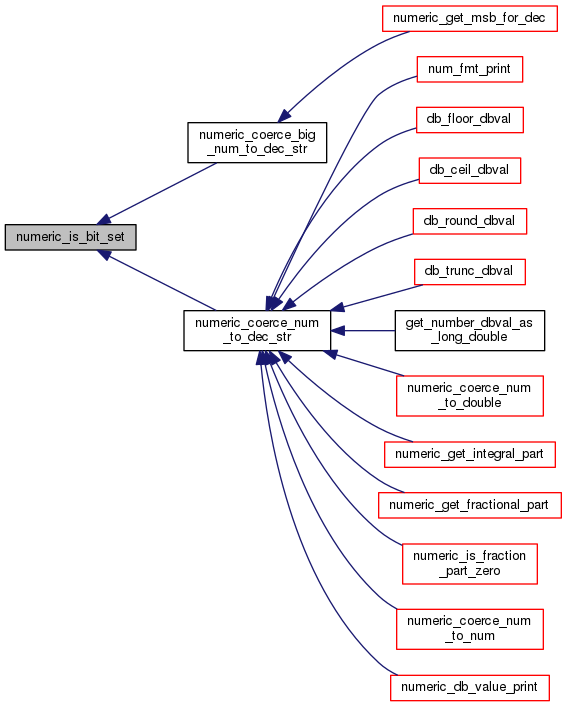 numeric_get_msb_for_dec
num_fmt_print
db_floor_dbval
numeric_coerce_big
_num_to_dec_str
db_ceil_dbval
db_round_dbval
numeric_is_bit_set
db_trunc_dbval
numeric_coerce_num
_to_dec_str
get_number_dbval_as
_long_double
numeric_coerce_num
_to_double
numeric_get_integral_part
numeric_get_fractional_part
numeric_is_fraction
_part_zero
numeric_coerce_num
_to_num
numeric_db_value_print